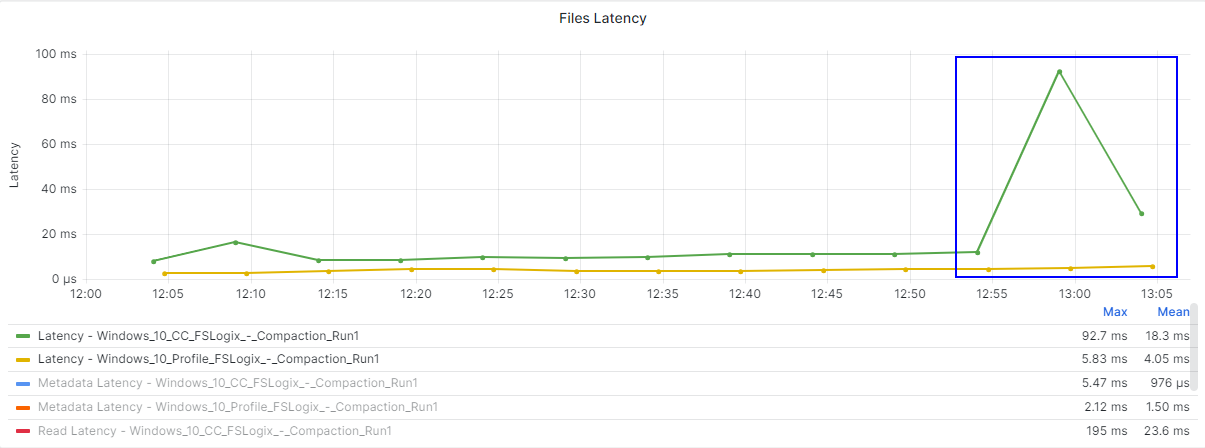 Files Latency
Latency
100 ms
80 ms
60 ms
40 ms
20 ms
0 µs
12:00 12:05 12:10 12:15 12:20 12:25 12:30 12:35 12:40 12:45 12:50 12:55 13:00 13:05
Max Mean
Latency - Windows_10_CC_FSLogix_-_Compaction_Run1 92.7 ms 18.3 ms
Latency - Windows_10_Profile_FSLogix_-_Compaction_Run1 5.83 ms 4.05 ms
Metadata Latency - Windows_10_CC_FSLogix_-_Compaction_Run1 5.47 ms 976 µs
Metadata Latency - Windows_10_Profile_FSLogix_-_Compaction_Run1 2.12 ms 1.50 ms
Read Latency - Windows_10_CC_FSLogix_-_Compaction_Run1 195 ms 23.6 ms